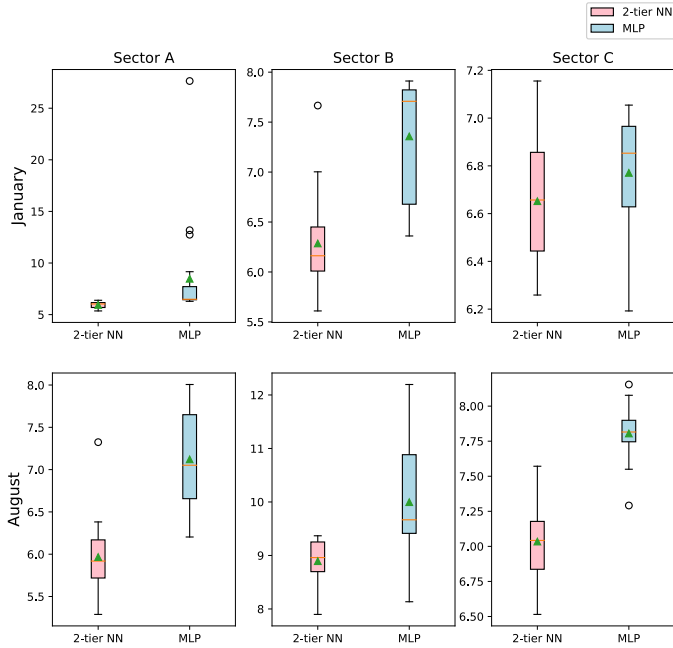 2-tier NN
MLP
Sector A
Sector B
Sector C
January
25
20
15
10
5
2-tier NN
MLP
8.0
7.5
7.0
6.5
6.0
5.5
2-tier NN
MLP
7.2
7.0
6.8
6.6
6.4
6.2
2-tier NN
MLP
August
8.0
7.5
7.0
6.5
6.0
5.5
2-tier NN
MLP
12
11
10
9
8
2-tier NN
MLP
8.00
7.75
7.50
7.25
7.00
6.75
6.50
2-tier NN
MLP